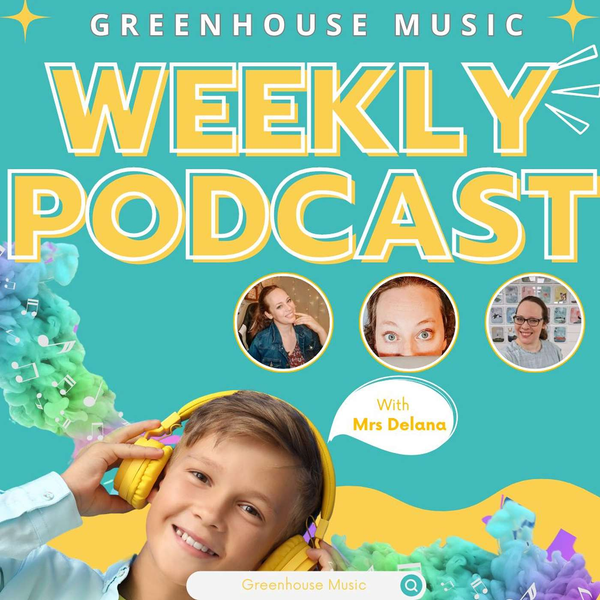 GREENHOUSE MUSIC
WEEKLY
PODCAST
With
Mrs Delana
Greenhouse Music